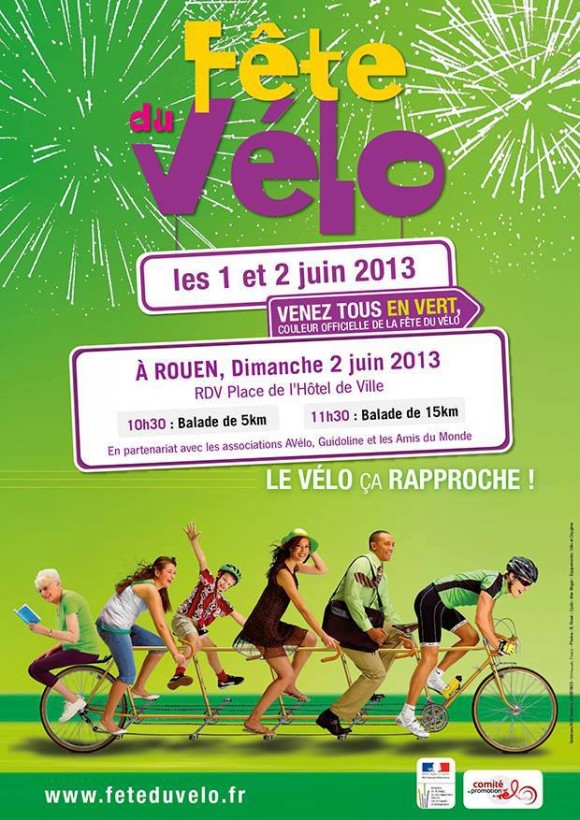 Fête
du
Vélo
les 1 et 2 juin 2013
VENEZ TOUS EN VERT,
COULEUR OFFICIELLE DE LA FÊTE DU VÉLO
À ROUEN, Dimanche 2 juin 2013
RDV Place de l'Hôtel de Ville
10h30 : Balade de 5km
11h30 : Balade de 15km
En partenariat avec les associations AVélo, Guidoline et les Amis du Monde
LE VÉLO ÇA RAPPROCHE !
www.feteduvelo.fr
comité
de promotion
du vélo